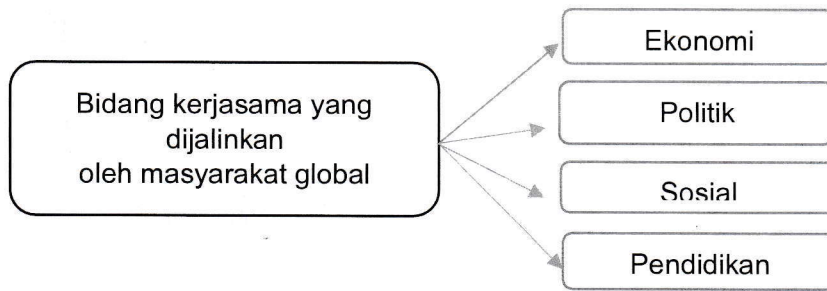 Bidang kerjasama yang
dijalinkan
oleh masyarakat global
Ekonomi
Politik
Sosial
Pendidikan